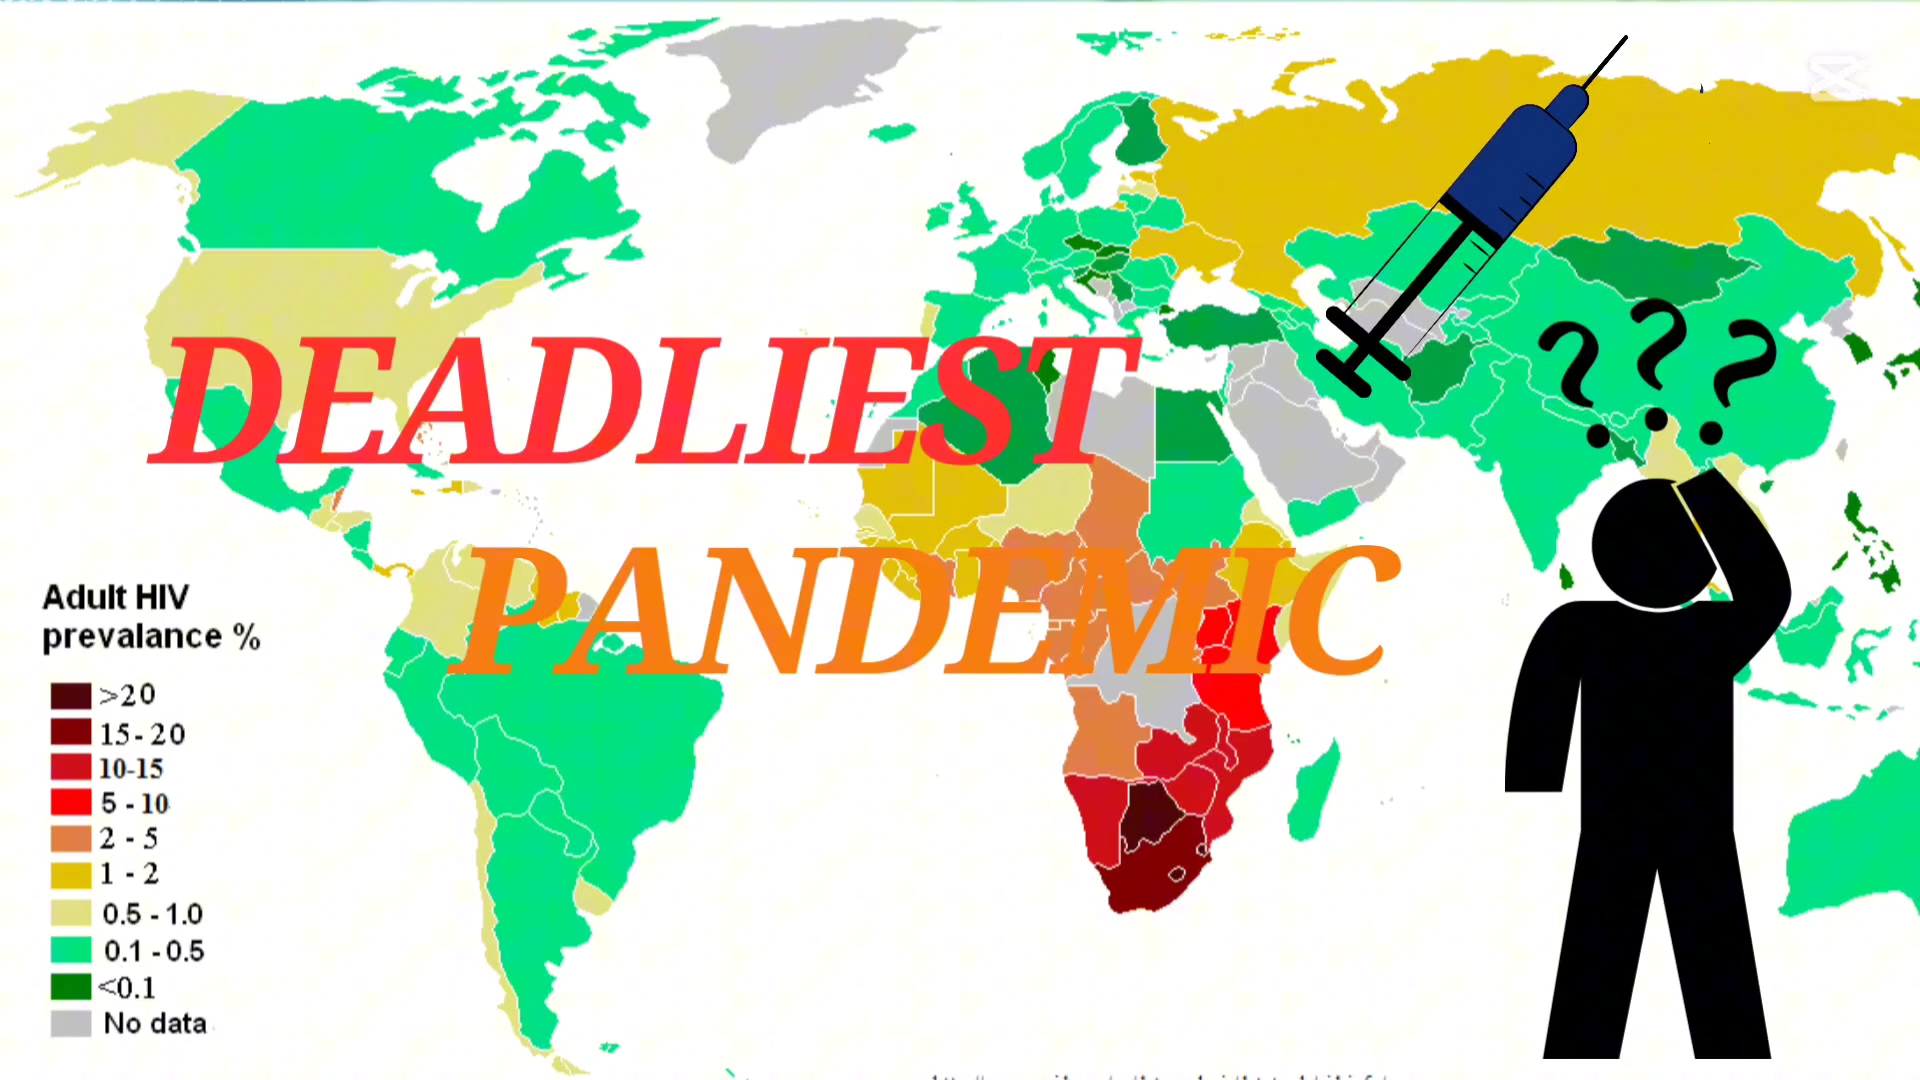 DEADLIEST
PANDEMIC
???
Adult HIV
prevalance %
>20
15-20
10-15
5 - 10
2 - 5
1 - 2
0.5 - 1.0
0.1 - 0.5
<0.1
No data